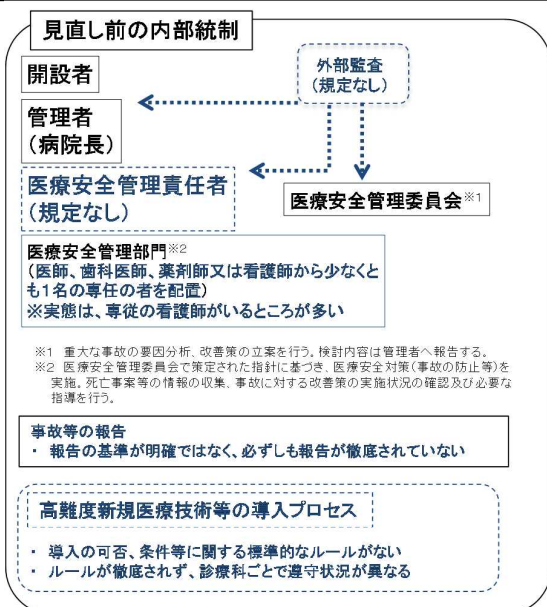 見直し前の内部統制
開設者
外部監査
(規定なし)
管理者
(病院長)
医療安全管理責任者
(規定なし)
医療安全管理委員会※1
医療安全管理部門※2
(医師、歯科医師、薬剤師又は看護師から少なくと
も1名の専任の者を配置)
※実態は、専従の看護師がいるところが多い
※1 重大な事故の要因分析、改善策の立案を行う。検討内容は管理者へ報告する。
※2 医療安全管理委員会で策定された指針に基づき、医療安全対策(事故の防止等)を
実施。死亡事案等の情報の収集、事故に対する改善策の実施状況の確認及び必要な
指導を行う。
事故等の報告
・ 報告の基準が明確ではなく、必ずしも報告が徹底されていない
高難度新規医療技術等の導入プロセス
・ 導入の可否、条件等に関する標準的なルールがない
・ ルールが徹底されず、診療科ごとで遵守状況が異なる